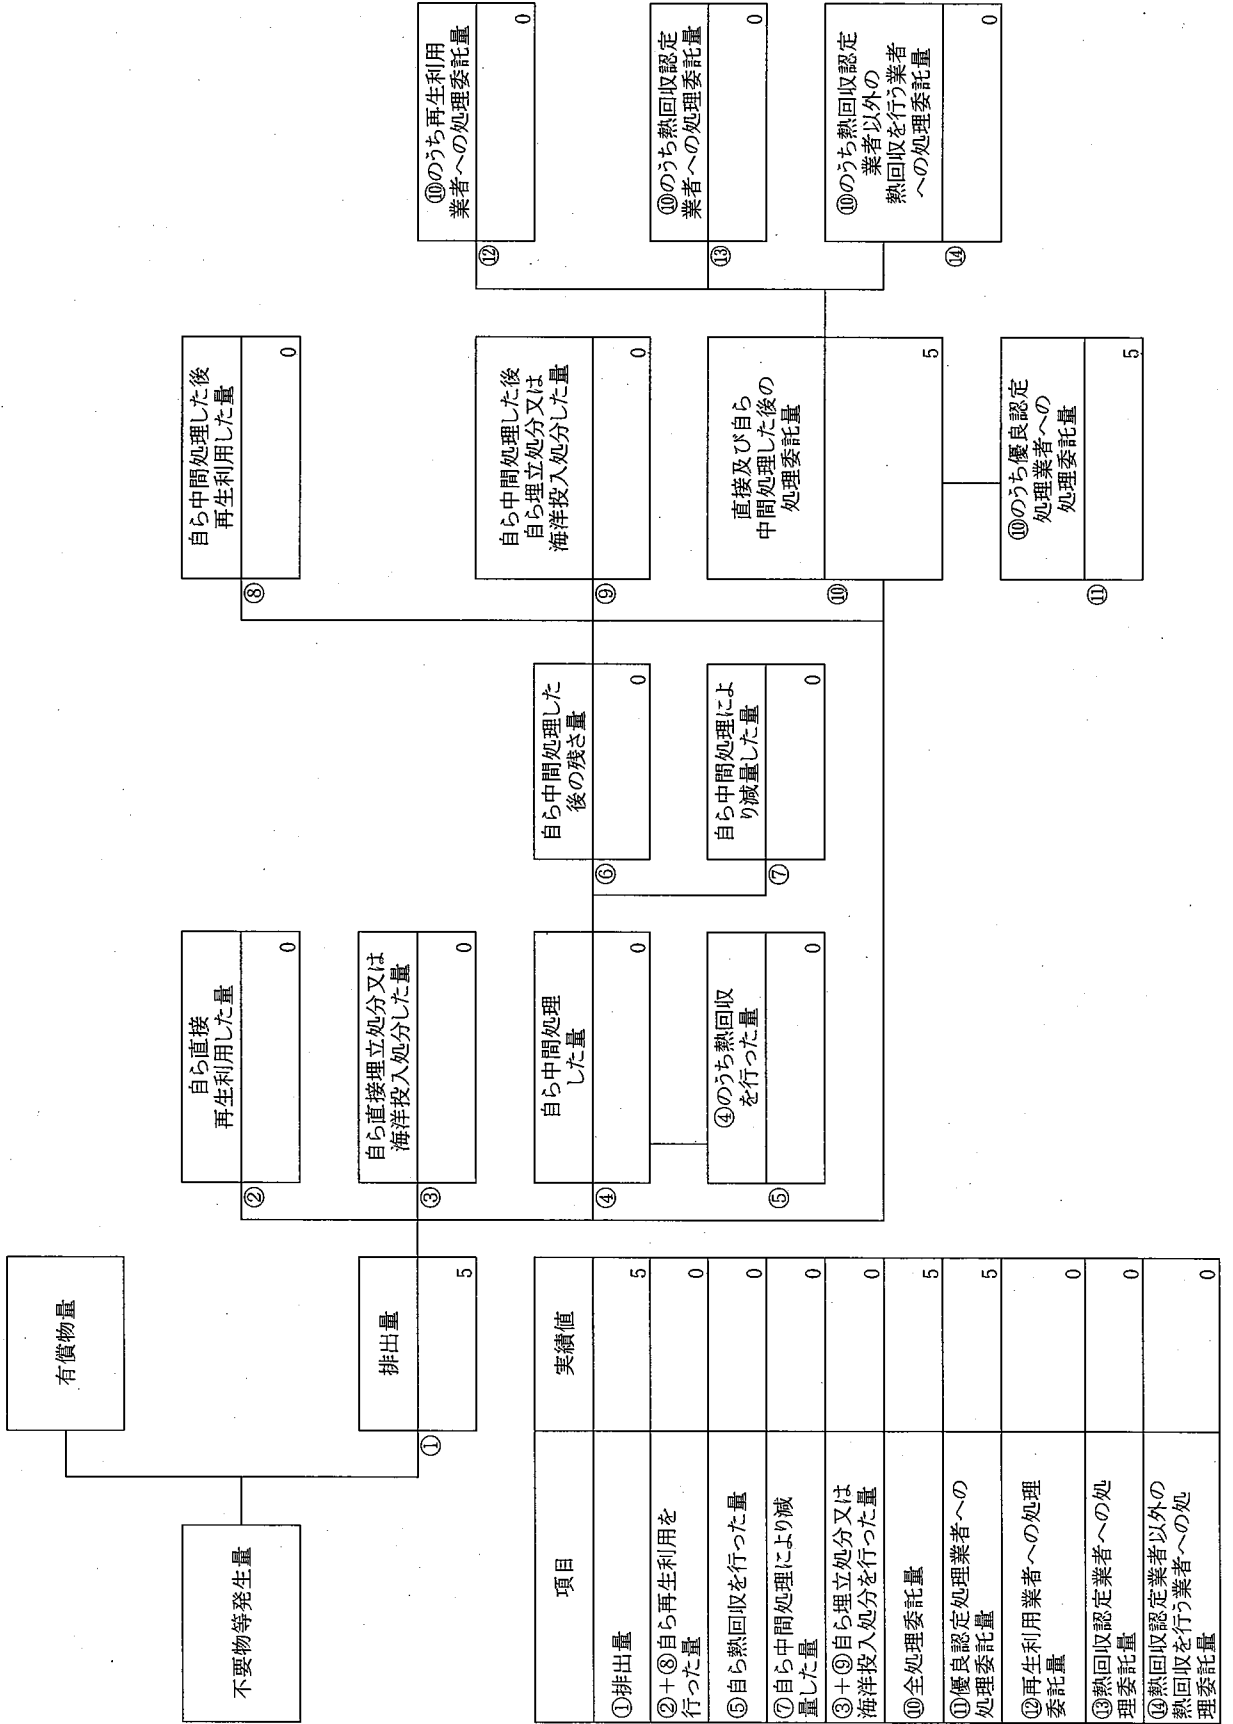 不要物等発生量
有償物量
①
排出量
5
②
自ら直接
再生利用した量
0
③
自ら直接埋立処分又は
海洋投入処分した量
0
④
自ら中間処理
した量
0
⑤
④のうち熱回収
を行った量
0
⑥
自ら中間処理した
後の残さ量
0
⑦
自ら中間処理によ
り減量した量
0
⑧
自ら中間処理した後
再生利用した量
0
⑨
自ら中間処理した後
自ら埋立処分又は
海洋投入処分した量
0
⑩
直接及び自ら
中間処理した後の
処理委託量
5
⑪
⑩のうち優良認定
処理業者への
処理委託量
5
⑫
⑩のうち再生利用
業者への処理委託量
0
⑬
⑩のうち熱回収認定
業者への処理委託量
0
⑭
⑩のうち熱回収認定
業者以外の
熱回収を行う業者
への処理委託量
0
項目 実績値
①排出量 5
②+⑧自ら再生利用を
行った量 0
⑤自ら熱回収を行った量 0
⑦自ら中間処理により減
量した量 0
③+⑨自ら埋立処分又は
海洋投入処分を行った量 0
⑩全処理委託量 5
⑪優良認定処理業者への
処理委託量 5
⑫再生利用業者への処理
委託量 0
⑬熱回収認定業者への処
理委託量 0
⑭熱回収認定業者以外の
熱回収を行う業者への処
理委託量 0